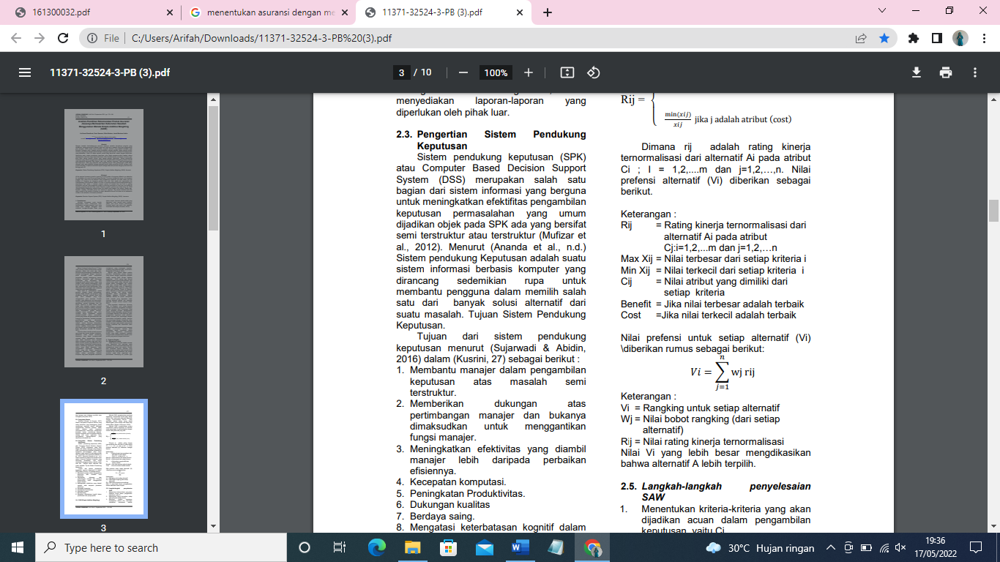 161300032.pdf
menentukan asuransi dengan me
11371-32524-3-PB (3).pdf
File
C:/Users/Arifah/Downloads/11371-32524-3-PB%20(3).pdf
11371-32524-3-PB (3).pdf
3 / 10
100%
1
2
3
menyediakan laporan-laporan yang
diperlukan oleh pihak luar.
2.3. Pengertian Sistem Pendukung
Keputusan
Sistem pendukung keputusan (SPK)
atau Computer Based Decision Support
System (DSS) merupakan salah satu
bagian dari sistem informasi yang berguna
untuk meningkatkan efektifitas pengambilan
keputusan permasalahan yang umum
dijadikan objek pada SPK ada yang bersifat
semi terstruktur atau terstruktur (Mufizar et
al., 2012). Menurut (Ananda et al., n.d.)
Sistem pendukung Keputusan adalah suatu
sistem informasi berbasis komputer yang
dirancang sedemikian rupa untuk
membantu pengguna dalam memilih salah
satu dari banyak solusi alternatif dari
suatu masalah. Tujuan Sistem Pendukung
Keputusan.
Tujuan dari sistem pendukung
keputusan menurut (Sujarwadi & Abidin,
2016) dalam (Kusrini, 27) sebagai berikut :
1. Membantu manajer dalam pengambilan
keputusan atas masalah semi
terstruktur.
2. Memberikan dukungan atas
pertimbangan manajer dan bukanya
dimaksudkan untuk menggantikan
fungsi manajer.
3. Meningkatkan efektivitas yang diambil
manajer lebih daripada perbaikan
efisiennya.
4. Kecepatan komputasi.
5. Peningkatan Produktivitas.
6. Dukungan kualitas
7. Berdaya saing.
8. Mengatasi keterbatasan kognitif dalam
Rij = {
min(xij)/xij jika j adalah atribut (cost)
Dimana rij adalah rating kinerja
ternormalisasi dari alternatif Ai pada atribut
Ci ; I = 1,2,....m dan j=1,2,...,n. Nilai
prefensi alternatif (Vi) diberikan sebagai
berikut.
Keterangan :
Rij = Rating kinerja ternormalisasi dari
alternatif Ai pada atribut
Cj:i=1,2,...m dan j=1,2,...n
Max Xij = Nilai terbesar dari setiap kriteria i
Min Xij = Nilai terkecil dari setiap kriteria i
Cij = Nilai atribut yang dimiliki dari
setiap kriteria
Benefit = Jika nilai terbesar adalah terbaik
Cost =Jika nilai terkecil adalah terbaik
Nilai prefensi untuk setiap alternatif (Vi)
\diberikan rumus sebagai berikut:
n
Vi = ∑ wj rij
j=1
Keterangan :
Vi = Rangking untuk setiap alternatif
Wj = Nilai bobot rangking (dari setiap
alternatif)
Rij = Nilai rating kinerja ternormalisasi
Nilai Vi yang lebih besar mengdikasikan
bahwa alternatif A lebih terpilih.
2.5. Langkah-langkah penyelesaian
SAW
1. Menentukan kriteria-kriteria yang akan
dijadikan acuan dalam pengambilan
keputusan, yaitu Ci
Type here to search
30°C Hujan ringan
19:36
17/05/2022